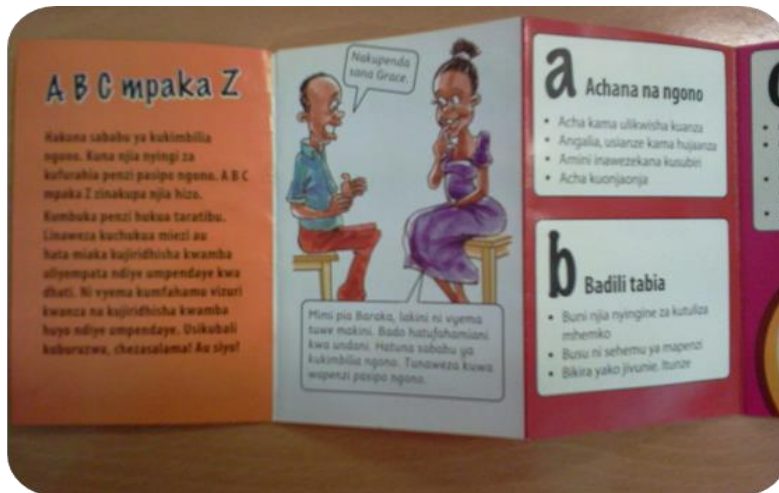 A B C mpaka Z
Hakuna sababu ya kukimbilia
ngono. Kuna njia nyingi za
kufurahia penzi pasipo ngono. A B C
mpaka Z zinakupa njia hizo.
Kumbuka penzi hukua taratibu.
Linaweza kuchukua miezi au
hata miaka kujiridhisha kwamba
uliyempata ndiye umpendaye kwa
dhati. Ni vyema kumfahamu vizuri
kwanza na kujiridhisha kwamba
huyo ndiye umpendaye. Usikubali
kuburuzwa, chezasalama! Au siyo!
Nakupenda
sana Grace.
Mimi pia Baraka, lakini ni vyema
tuwe makini. Bado hatufahamiani
kwa undani. Hatuna sababu ya
kukimbilia ngono. Tunaweza kuwa
wapenzi pasipo ngono.
a Achana na ngono
• Acha kama ulikwisha kuanza
• Angalia, usianze kama hujaanza
• Amini inawezekana kusubiri
• Acha kuonjaonja
b Badili tabia
• Buni njia nyingine za kutuliza
mhemko
• Busu ni sehemu ya mapenzi
• Bikira yako jivunie. Itunze